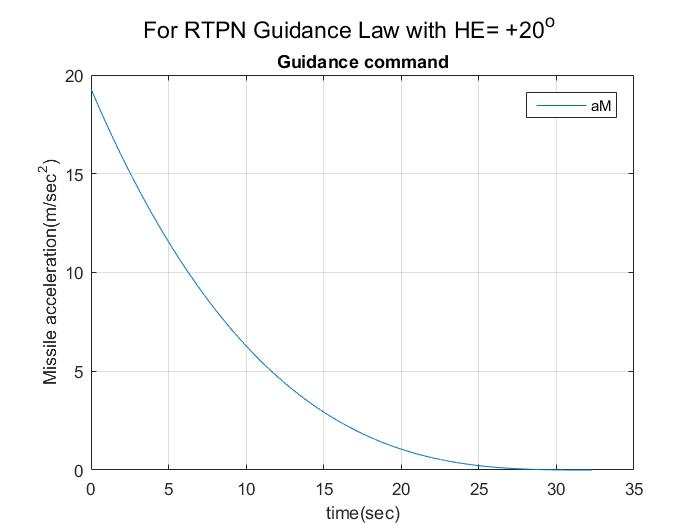 For RTPN Guidance Law with HE= +20°
Guidance command
aM
Missile acceleration(m/sec²)
20
15
10
5
0
0 5 10 15 20 25 30 35
time(sec)